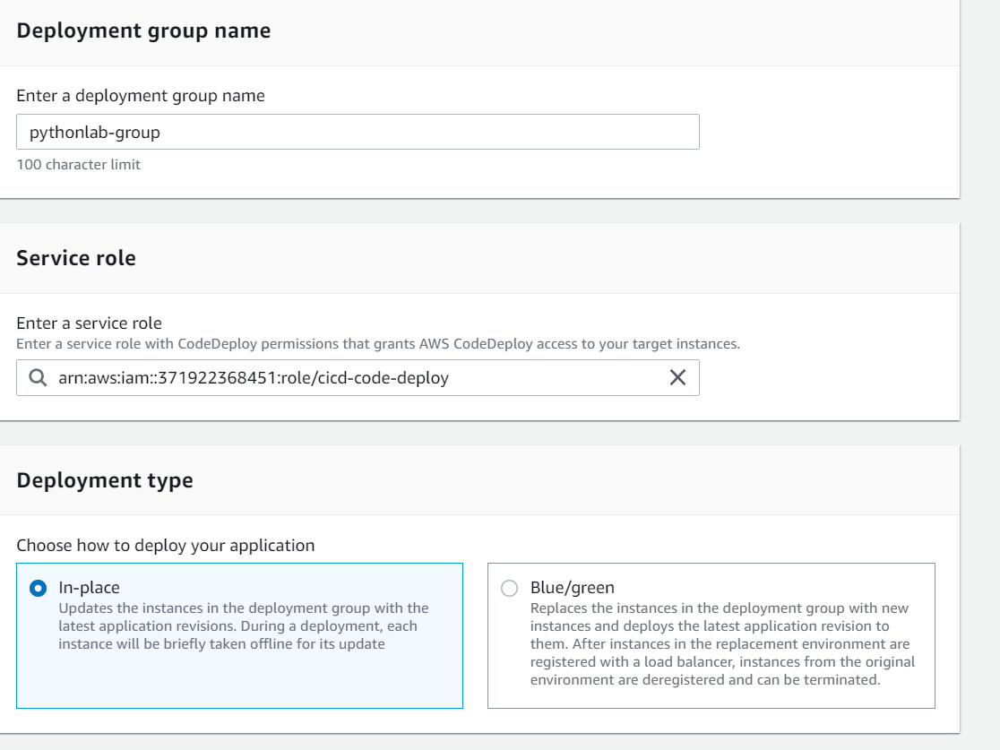 Deployment group name
Enter a deployment group name
pythonlab-group
100 character limit
Service role
Enter a service role
Enter a service role with CodeDeploy permissions that grants AWS CodeDeploy access to your target instances.
arn:aws:iam::371922368451:role/cicd-code-deploy
Deployment type
Choose how to deploy your application
In-place
Updates the instances in the deployment group with the
latest application revisions. During a deployment, each
instance will be briefly taken offline for its update
Blue/green
Replaces the instances in the deployment group with new
instances and deploys the latest application revision to
them. After instances in the replacement environment are
registered with a load balancer, instances from the original
environment are deregistered and can be terminated.